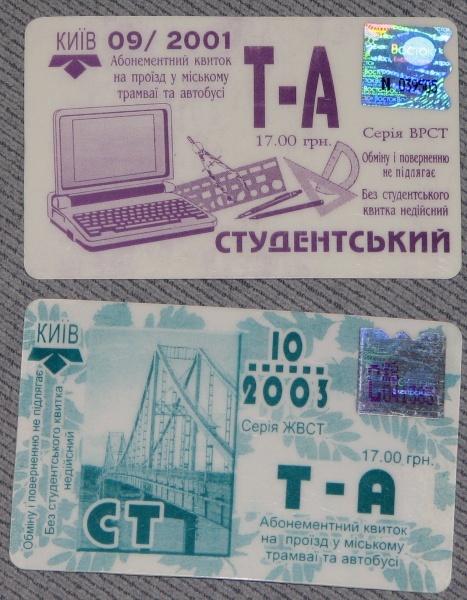 КИЇВ
09/ 2001
Абонементний квиток
на проїзд у міському
трамваї та автобусі
Т-А
17.00 грн.
Восток
N 039505
Серія ВРСТ
Обміну і поверненню
не підлягає
Без студентського
квитка недійсний
СТУДЕНТСЬКИЙ
КИЇВ
Обміну і поверненню не підлягає
Без студентського квитка
недійсний
СТ
10
2003
Серія ЖВСТ
17.00 грн.
Т-А
Абонементний квиток
на проїзд у міському
трамваї та автобусі